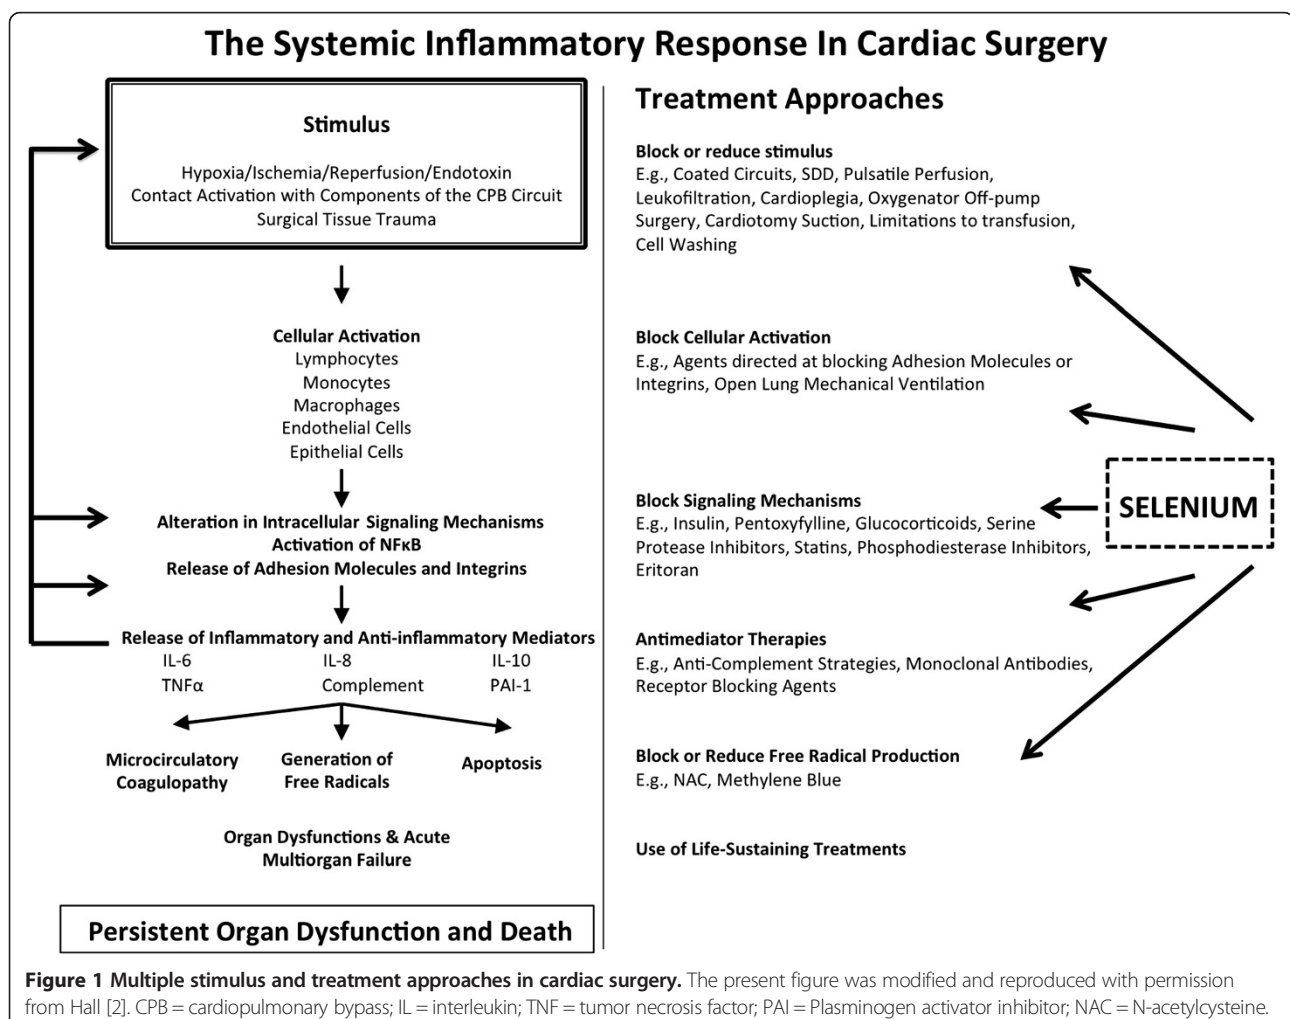 The Systemic Inflammatory Response In Cardiac Surgery
Stimulus
Hypoxia/Ischemia/Reperfusion/Endotoxin
Contact Activation with Components of the CPB Circuit
Surgical Tissue Trauma
Cellular Activation
Lymphocytes
Monocytes
Macrophages
Endothelial Cells
Epithelial Cells
Alteration in Intracellular Signaling Mechanisms
Activation of NFκB
Release of Adhesion Molecules and Integrins
Release of Inflammatory and Anti-inflammatory Mediators
IL-6 IL-8 IL-10
TNFα Complement PAI-1
Microcirculatory
Coagulopathy
Generation of
Free Radicals
Apoptosis
Organ Dysfunctions & Acute
Multiorgan Failure
Persistent Organ Dysfunction and Death
Treatment Approaches
Block or reduce stimulus
E.g., Coated Circuits, SDD, Pulsatile Perfusion,
Leukofiltration, Cardioplegia, Oxygenator Off-pump
Surgery, Cardiotomy Suction, Limitations to transfusion,
Cell Washing
Block Cellular Activation
E.g., Agents directed at blocking Adhesion Molecules or
Integrins, Open Lung Mechanical Ventilation
Block Signaling Mechanisms
E.g., Insulin, Pentoxyfylline, Glucocorticoids, Serine
Protease Inhibitors, Statins, Phosphodiesterase Inhibitors,
Eritoran
Antimediator Therapies
E.g., Anti-Complement Strategies, Monoclonal Antibodies,
Receptor Blocking Agents
Block or Reduce Free Radical Production
E.g., NAC, Methylene Blue
Use of Life-Sustaining Treatments
SELENIUM
Figure 1 Multiple stimulus and treatment approaches in cardiac surgery. The present figure was modified and reproduced with permission
from Hall [2]. CPB = cardiopulmonary bypass; IL = interleukin; TNF = tumor necrosis factor; PAI = Plasminogen activator inhibitor; NAC = N-acetylcysteine.